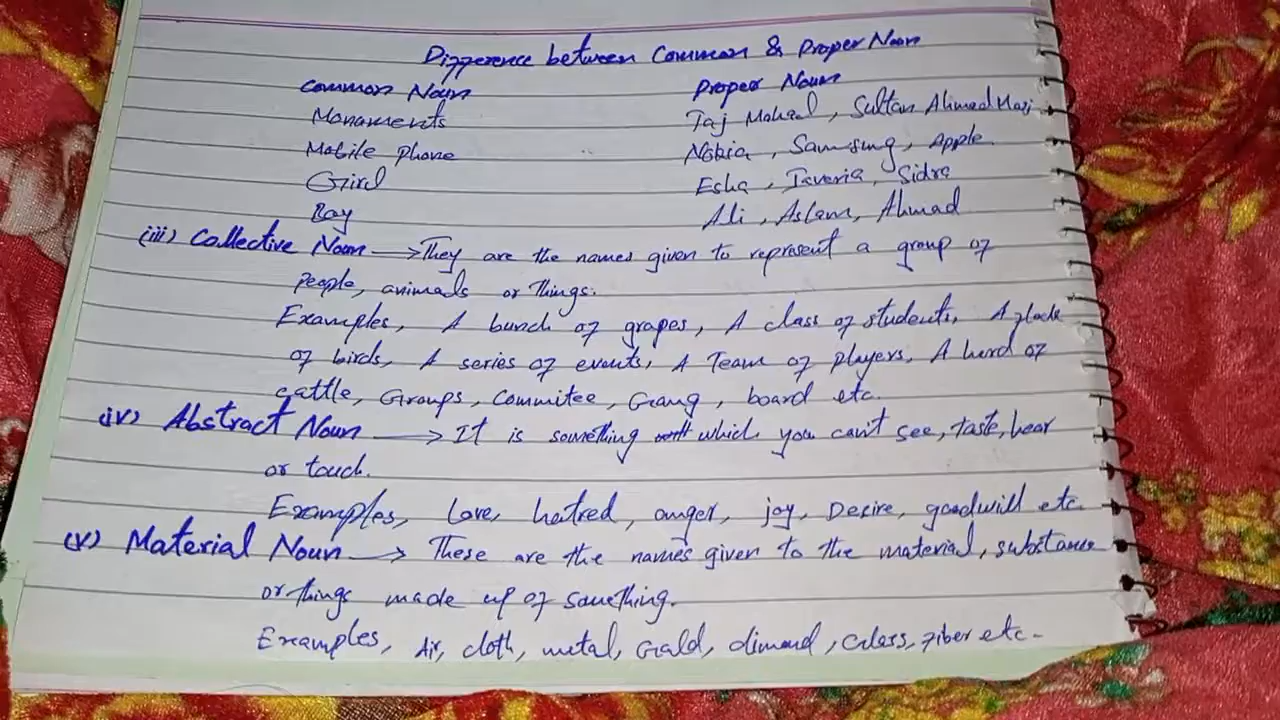 Difference between Common & Proper Noun
Common Noun Proper Noun
Monaments Taj Mahal, Sultan Ahmed Masj
Mobile Phone Nokia, Samsung, Apple.
Girl Esha, Javeria, Sidra
Boy Ali, Aslam, Ahmad
(iii) Collective Noun → They are the names given to represent a group of
People, animals or things.
Examples, A bunch of grapes, A class of students, A flock
of birds, A series of events, A Team of players, A herd of
cattle, Groups, Commitee, Gang, board etc.
(iv) Abstract Noun → It is something which you can't see, taste, hear
or touch.
Examples, Love, hatred, anger, joy, Desire, goodwill etc.
(v) Material Noun → These are the names given to the material, substance
or things made up of something.
Examples, Air, cloth, metal, Gold, dimond, Glass, Fiber etc.